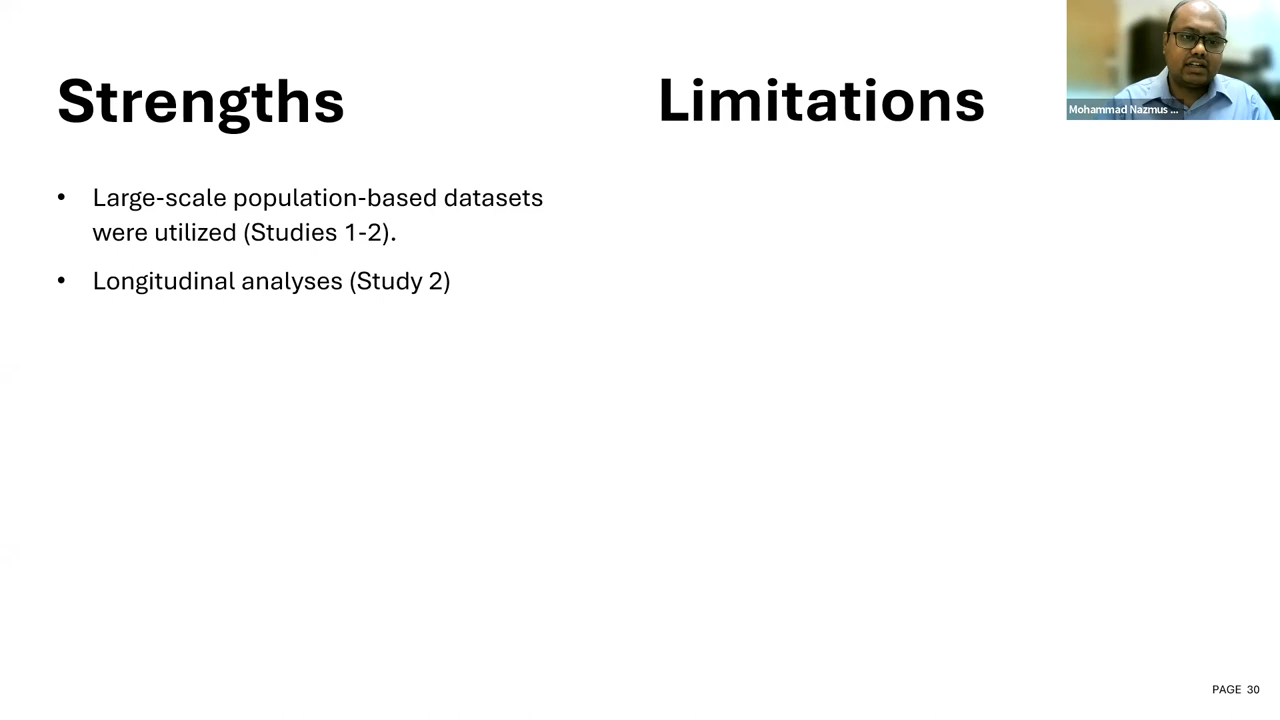 Strengths
• Large-scale population-based datasets
were utilized (Studies 1-2).
• Longitudinal analyses (Study 2)
Limitations
Mohammad Nazmus ...
PAGE 30